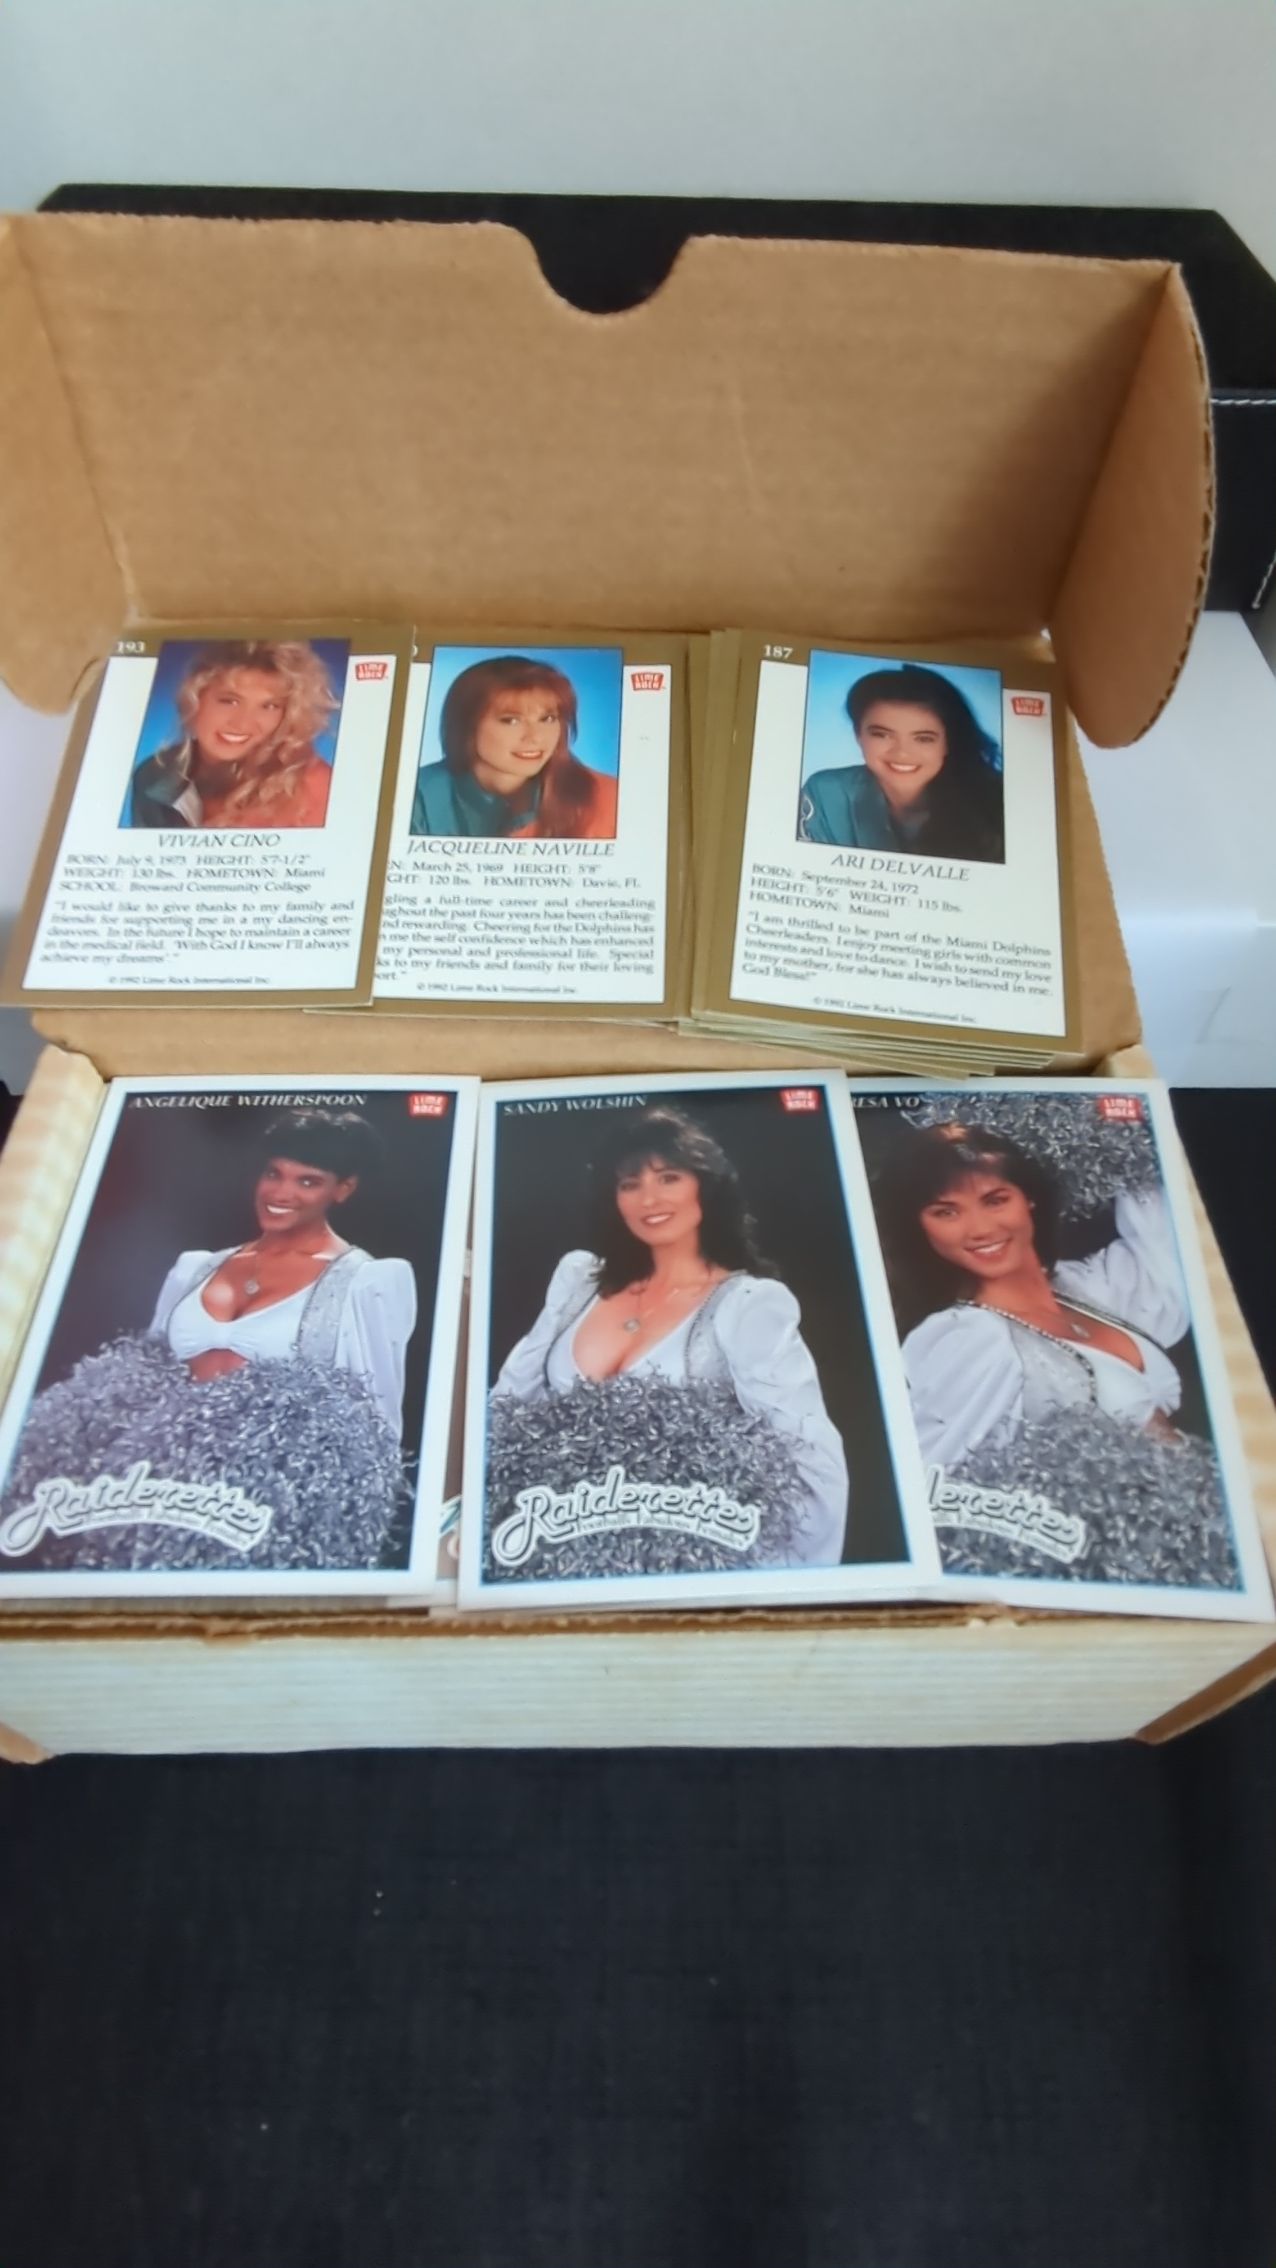 193
LIME
ROCK
VIVIAN CINO
BORN: July 9, 1973 HEIGHT: 5'7-1/2"
WEIGHT: 130 lbs. HOMETOWN: Miami
SCHOOL: Broward Community College
"I would like to give thanks to my family and
friends for supporting me in a my dancing en-
deavors. In the future I hope to maintain a career
in the medical field. 'With God I know I'll always
achieve my dreams'."
© 1992 Lime Rock International Inc.
LIME
ROCK
JACQUELINE NAVILLE
N: March 25, 1969 HEIGHT: 5'8"
GHT: 120 lbs. HOMETOWN: Davie, FL
gling a full-time career and cheerleading
ughout the past four years has been challeng-
nd rewarding. Cheering for the Dolphins has
n me the self confidence which has enhanced
my personal and professional life. Special
ks to my friends and family for their loving
ort."
© 1992 Lime Rock International Inc.
187
LIME
ROCK
ARI DELVALLE
BORN: September 24, 1972
HEIGHT: 5'6" WEIGHT: 115 lbs.
HOMETOWN: Miami
"I am thrilled to be part of the Miami Dolphins
Cheerleaders. I enjoy meeting girls with common
interests and love to dance. I wish to send my love
to my mother, for she has always believed in me.
God Bless!"
© 1992 Lime Rock International Inc.
ANGELIQUE WITHERSPOON
LIME
ROCK
Raiderettes
SANDY WOLSHIN
LIME
ROCK
Raiderettes
RESA VO
LIME
ROCK
lerettes